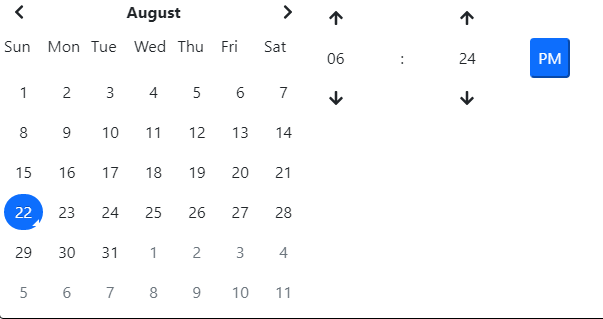 August
Sun Mon Tue Wed Thu Fri Sat
1 2 3 4 5 6 7
8 9 10 11 12 13 14
15 16 17 18 19 20 21
22 23 24 25 26 27 28
29 30 31 1 2 3 4
5 6 7 8 9 10 11
06 : 24 PM